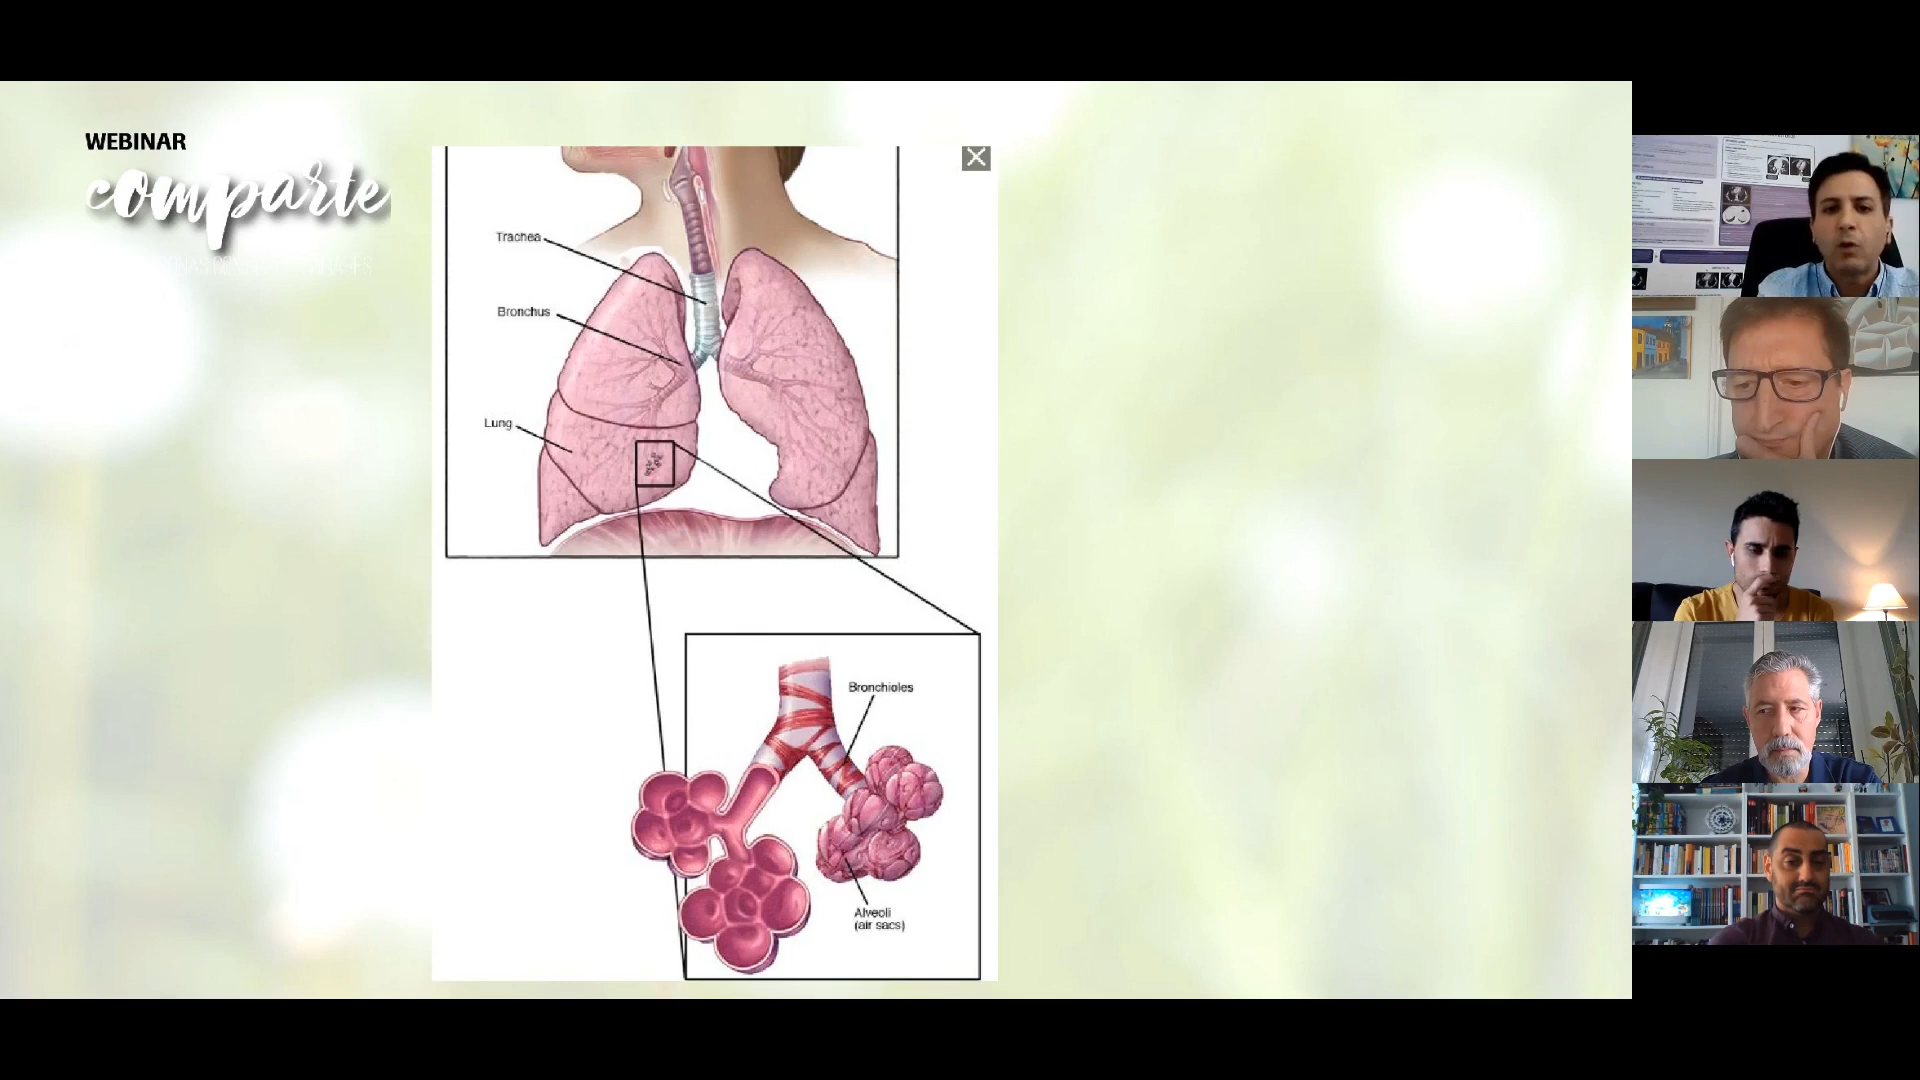 WEBINAR
comparte
Trachea
Bronchus
Lung
Bronchioles
Alveoli
(air sacs)